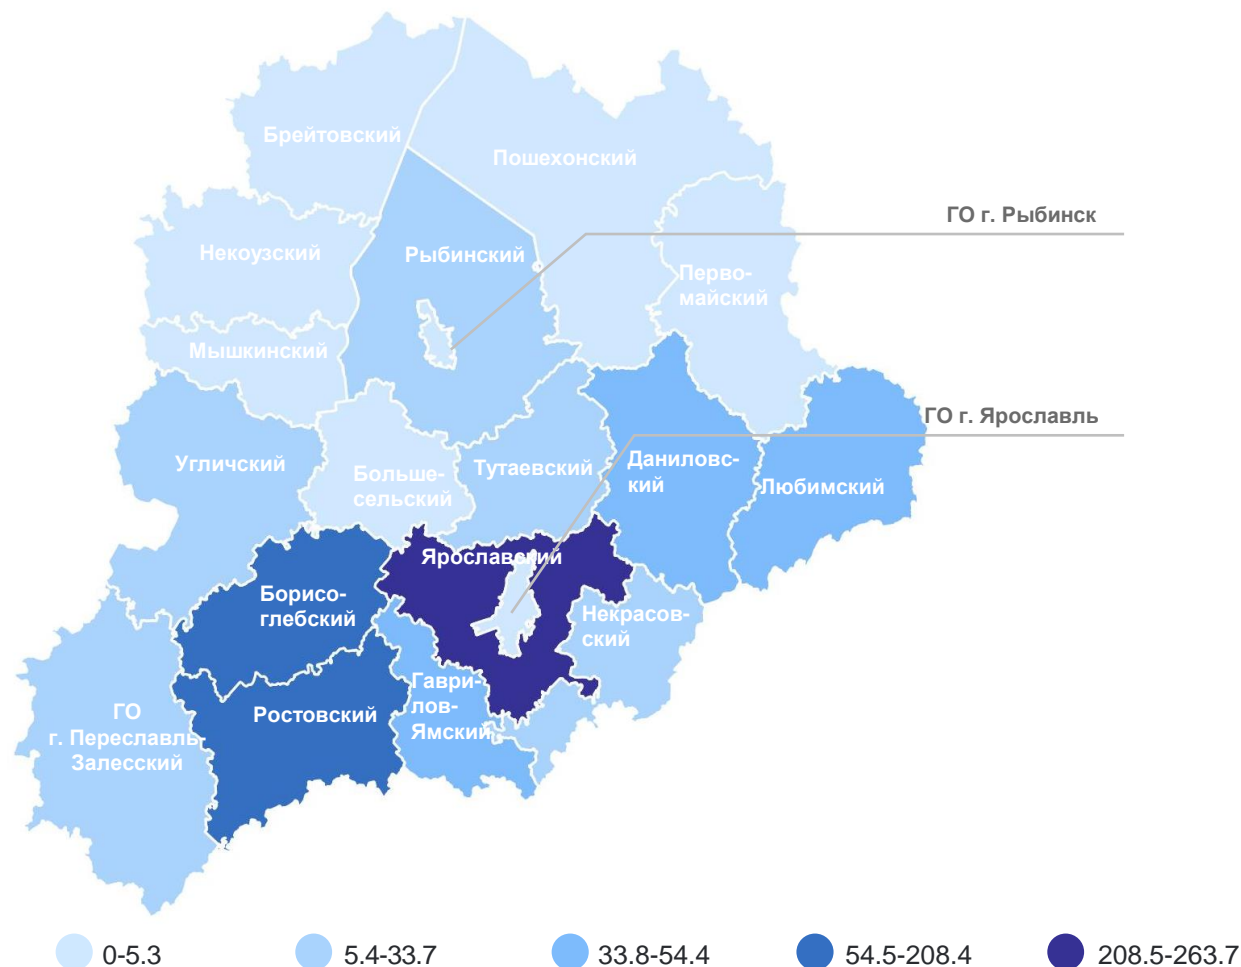 Брейтовский
Пошехонский
ГО г. Рыбинск
Некоузский
Рыбинский
Перво-
майский
Мышкинский
ГО г. Ярославль
Угличский
Больше-
сельский
Тутаевский
Даниловс-
кий
Любимский
Ярославский
Борисо-
глебский
Некрасов-
ский
Гаври-
лов-
Ямский
ГО
г. Переславль-
Залесский
Ростовский
0-5.3
5.4-33.7
33.8-54.4
54.5-208.4
208.5-263.7